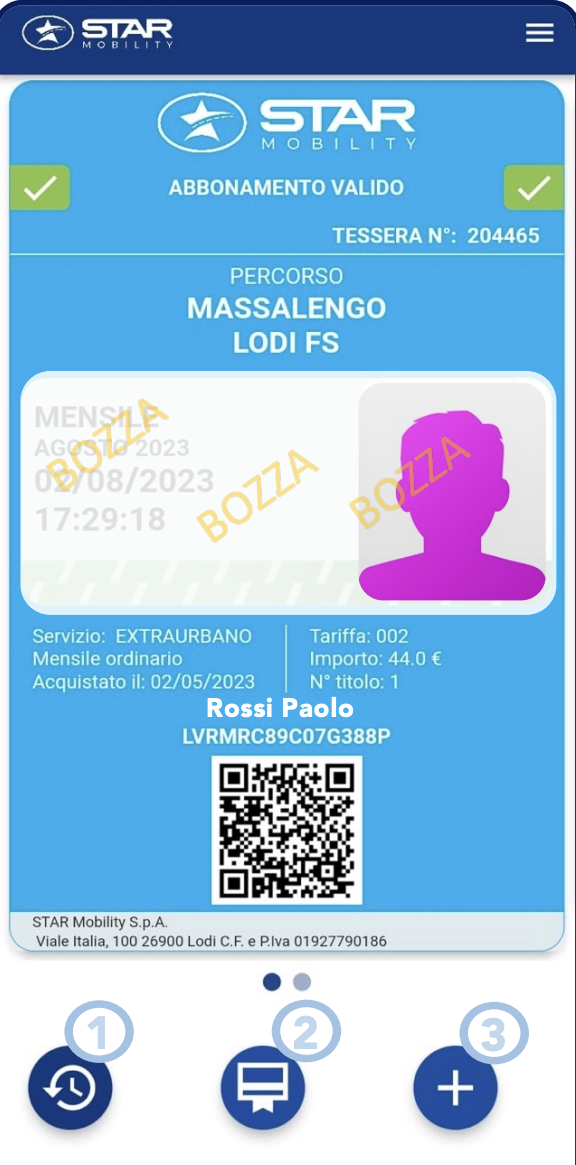 STAR
MOBILITY
STAR
MOBILITY
ABBONAMENTO VALIDO
TESSERA N°: 204465
PERCORSO
MASSALENGO
LODI FS
MENSILE
AGOSTO 2023
02/08/2023
17:29:18
BOZZA
BOZZA
BOZZA
Servizio: EXTRAURBANO
Mensile ordinario
Acquistato il: 02/05/2023
Tariffa: 002
Importo: 44.0 €
N° titolo: 1
Rossi Paolo
LVRMRC89C07G388P
STAR Mobility S.p.A.
Viale Italia, 100 26900 Lodi C.F. e P.Iva 01927790186
1
2
3